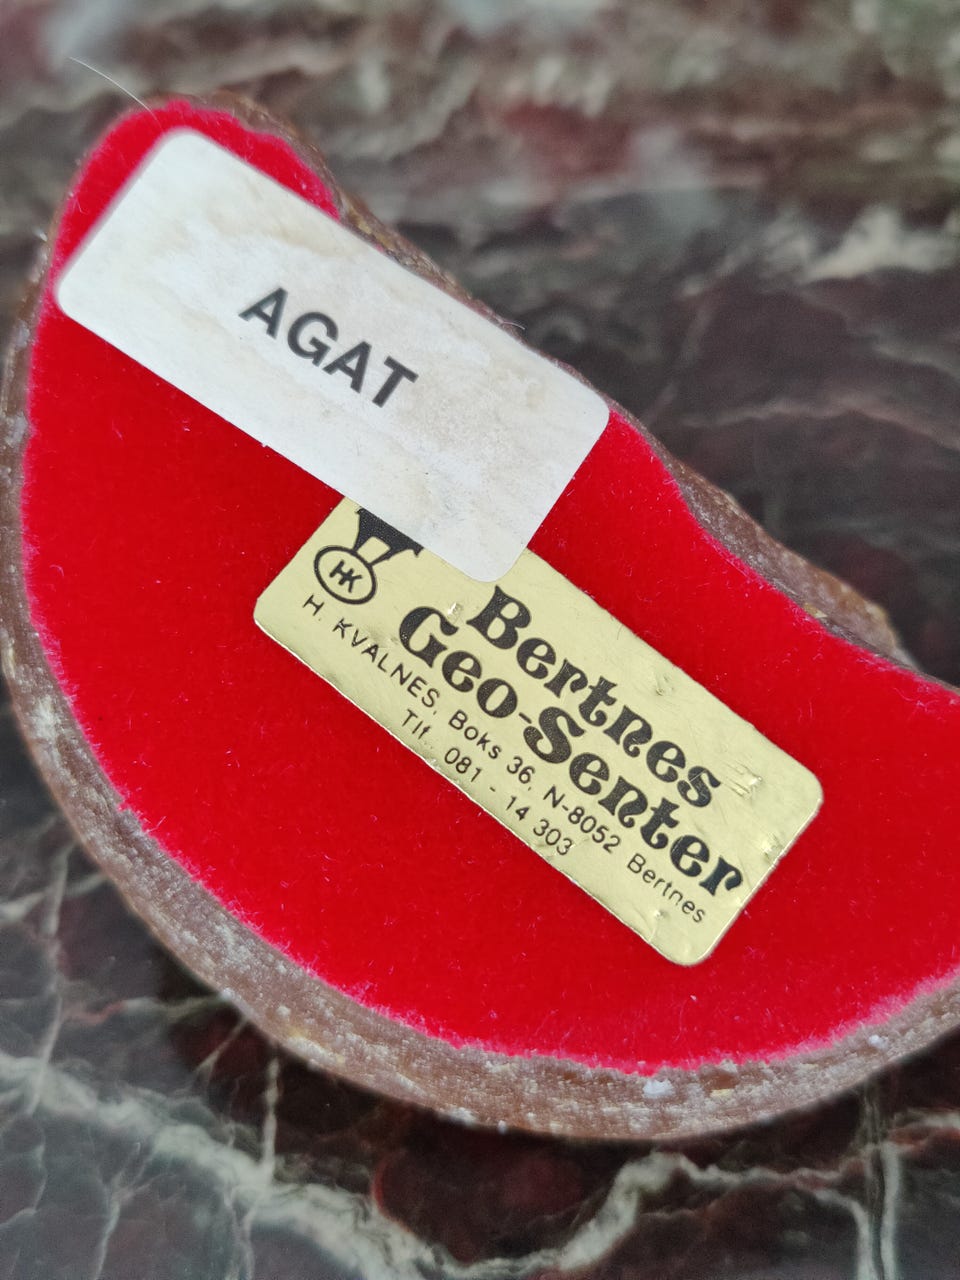 AGAT
HK
Bertnes
Geo-Senter
H. KVALNES, Boks 36, N-8052 Bertnes
Tlf. 081 - 14 303